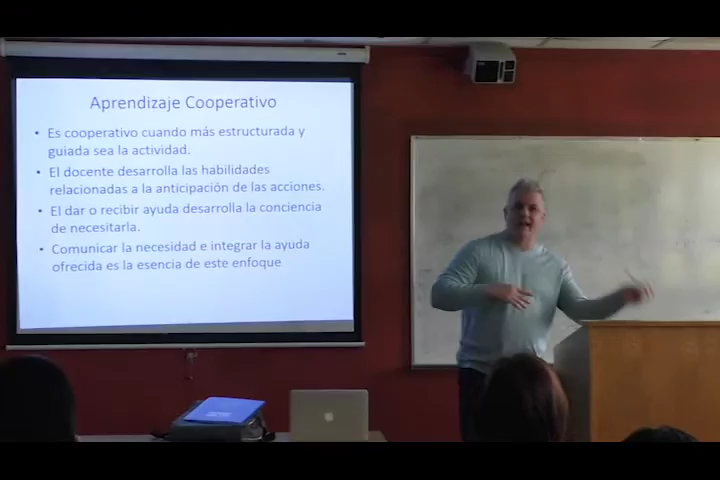 Aprendizaje Cooperativo
• Es cooperativo cuando más estructurada y
guiada sea la actividad.
• El docente desarrolla las habilidades
relacionadas a la anticipación de las acciones.
• El dar o recibir ayuda desarrolla la conciencia
de necesitarla.
• Comunicar la necesidad e integrar la ayuda
ofrecida es la esencia de este enfoque